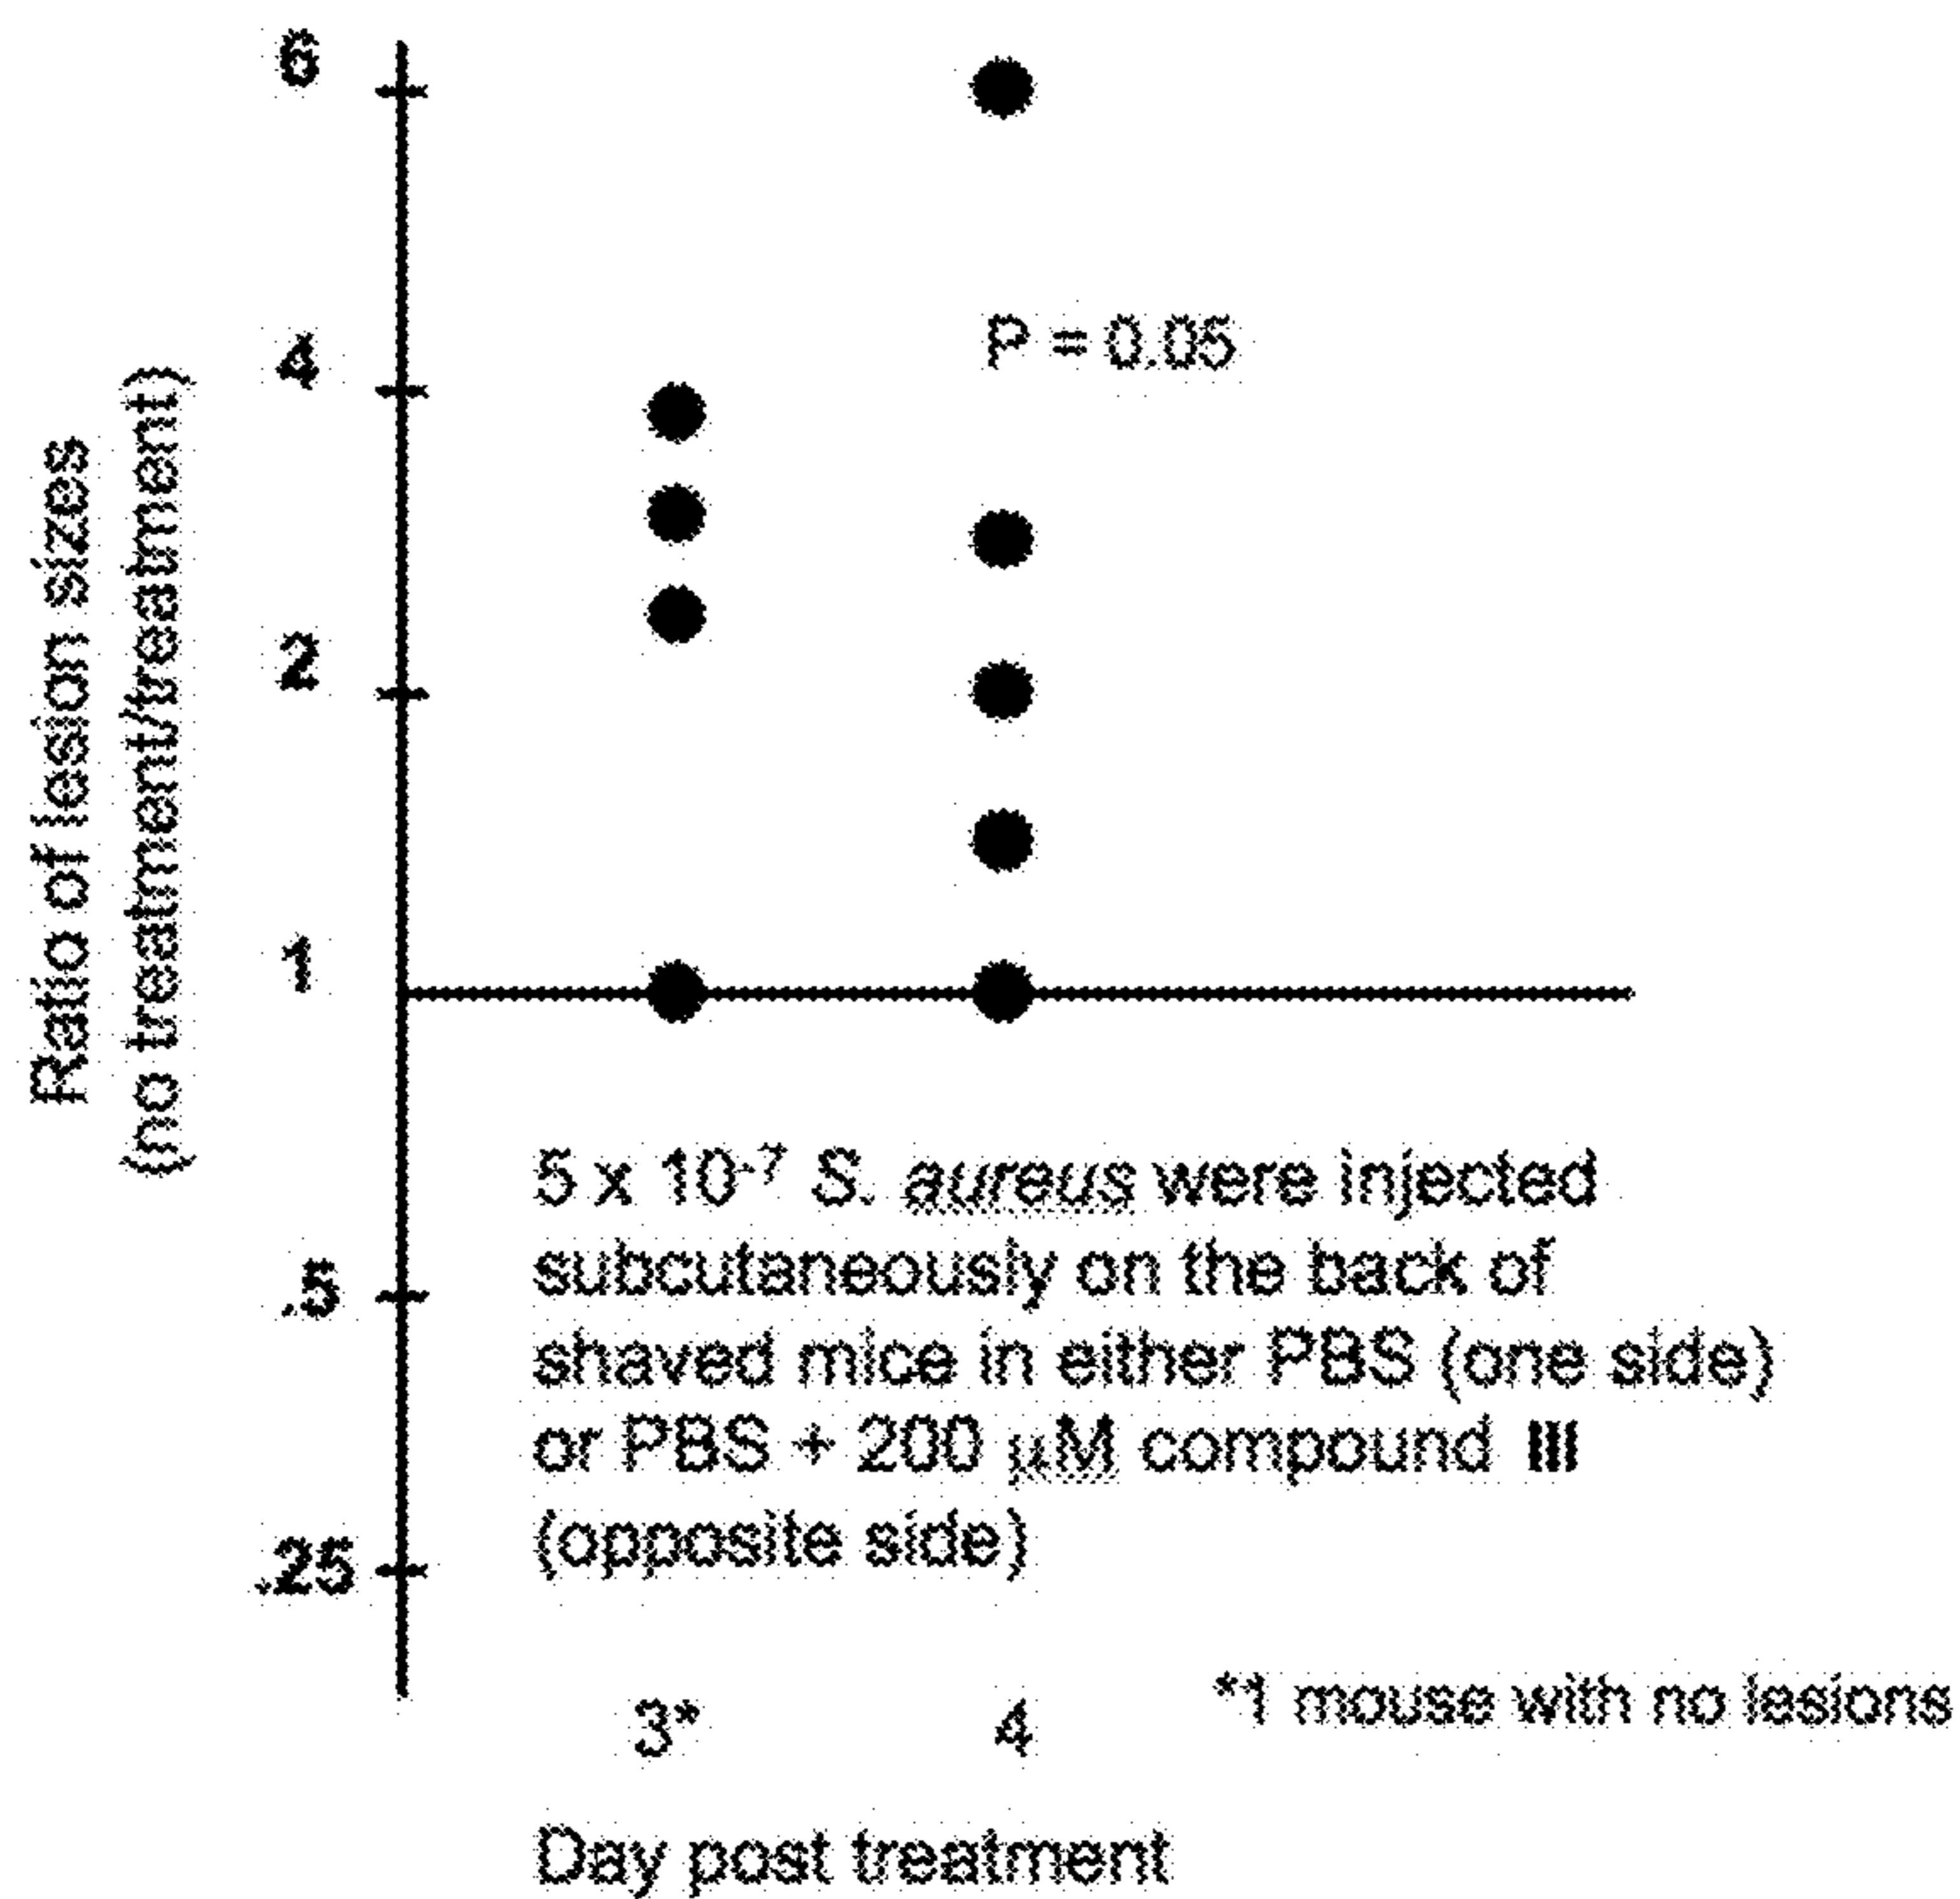 Ratio of lesion sizes
(no treatment/treatment)
6
4
2
1
.5
.25
P = 0.05
5 x 10⁻⁷ S. aureus were injected
subcutaneously on the back of
shaved mice in either PBS (one side)
or PBS + 200 µM compound III
(opposite side)
3*
4
*1 mouse with no lesions
Day post treatment